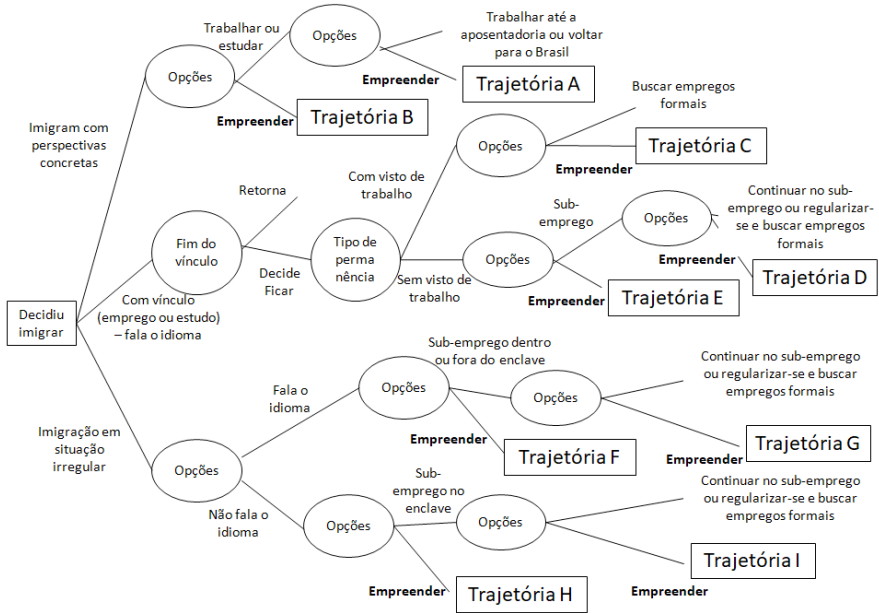 Trabalhar ou
estudar
Opções
Trabalhar até a
aposentadoria ou voltar
para o Brasil
Opções
Empreender
Trajetória A
Empreender
Trajetória B
Imigram com
perspectivas
concretas
Buscar empregos
formais
Opções
Empreender
Trajetória C
Retorna
Com visto de
trabalho
Fim do
vínculo
Decide
Ficar
Tipo de
perma
nência
Sem visto de
trabalho
Opções
Sub-
emprego
Opções
Continuar no sub-
emprego ou regularizar-
se e buscar empregos
formais
Empreender
Trajetória D
Empreender
Trajetória E
Decidiu
imigrar
Com vínculo
(emprego ou estudo)
– fala o idioma
Sub-emprego dentro
ou fora do enclave
Opções
Fala o
idioma
Opções
Continuar no sub-emprego
ou regularizar-se e buscar
empregos formais
Empreender
Trajetória F
Empreender
Trajetória G
Imigração em
situação
irregular
Opções
Não fala o
idioma
Opções
Sub-
emprego no
enclave
Opções
Continuar no sub-emprego
ou regularizar-se e buscar
empregos formais
Empreender
Trajetória H
Empreender
Trajetória I